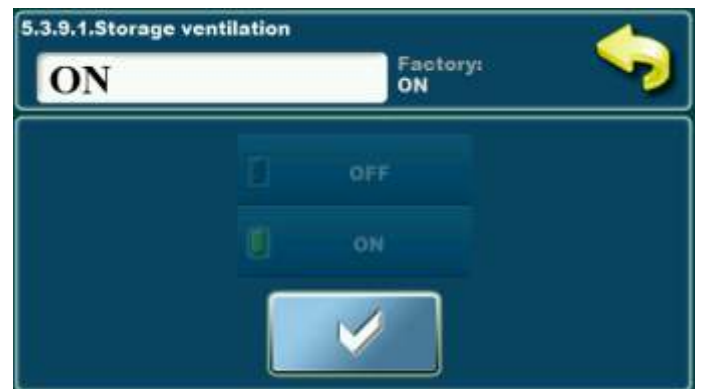 5.3.9.1.Storage ventilation
ON
Factory:
ON
OFF
ON